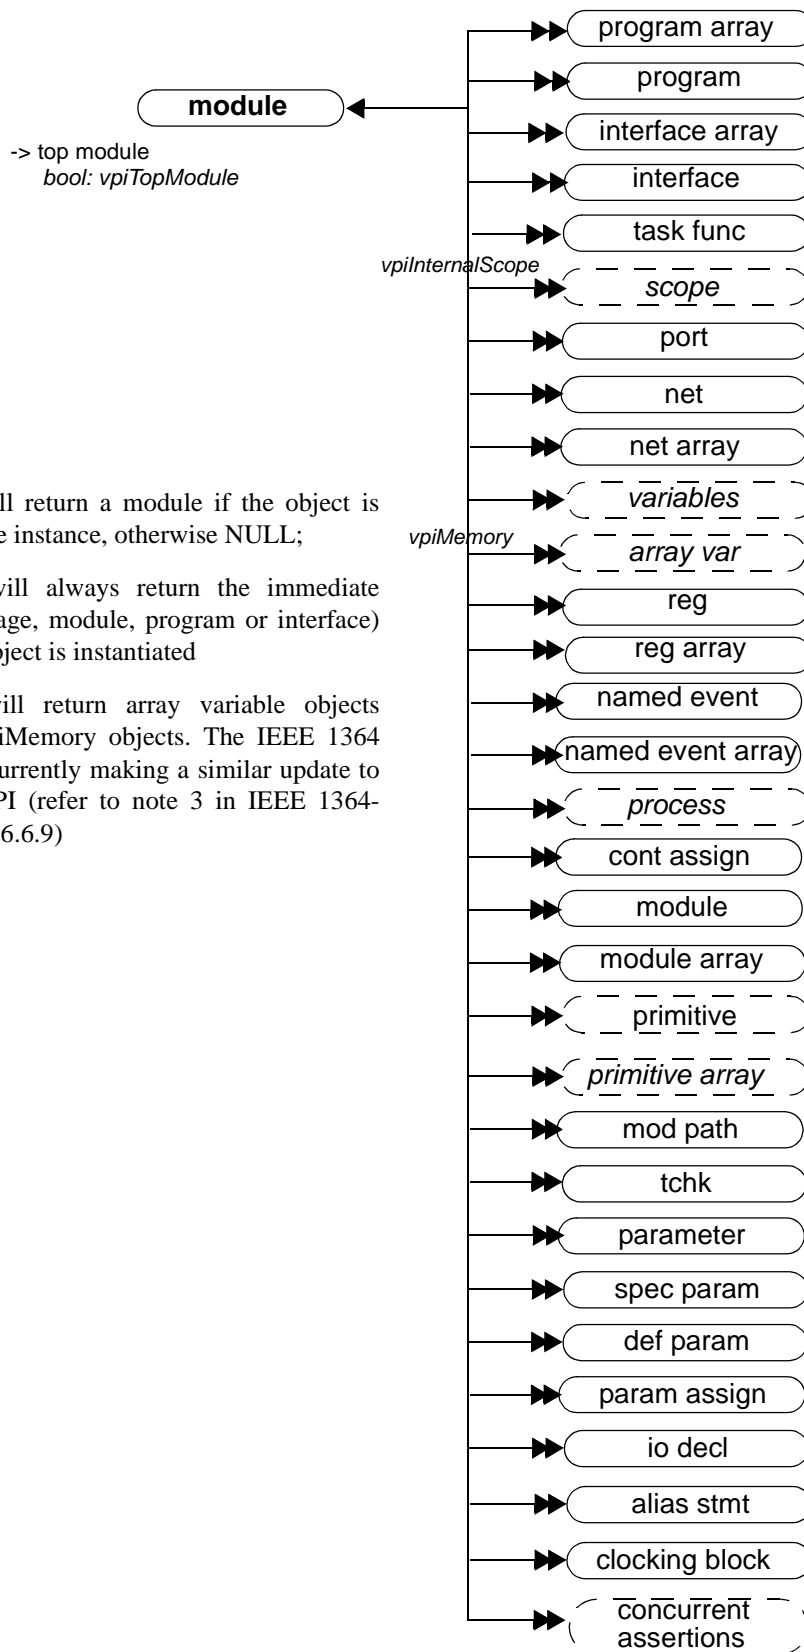 module
-> top module
bool: vpiTopModule
ll return a module if the object is
e instance, otherwise NULL;
will always return the immediate
age, module, program or interface)
ject is instantiated
ill return array variable objects
iMemory objects. The IEEE 1364
urrently making a similar update to
PI (refer to note 3 in IEEE 1364-
6.6.9)
program array
program
interface array
interface
task func
vpiInternalScope
scope
port
net
net array
variables
vpiMemory
array var
reg
reg array
named event
named event array
process
cont assign
module
module array
primitive
primitive array
mod path
tchk
parameter
spec param
def param
param assign
io decl
alias stmt
clocking block
concurrent
assertions